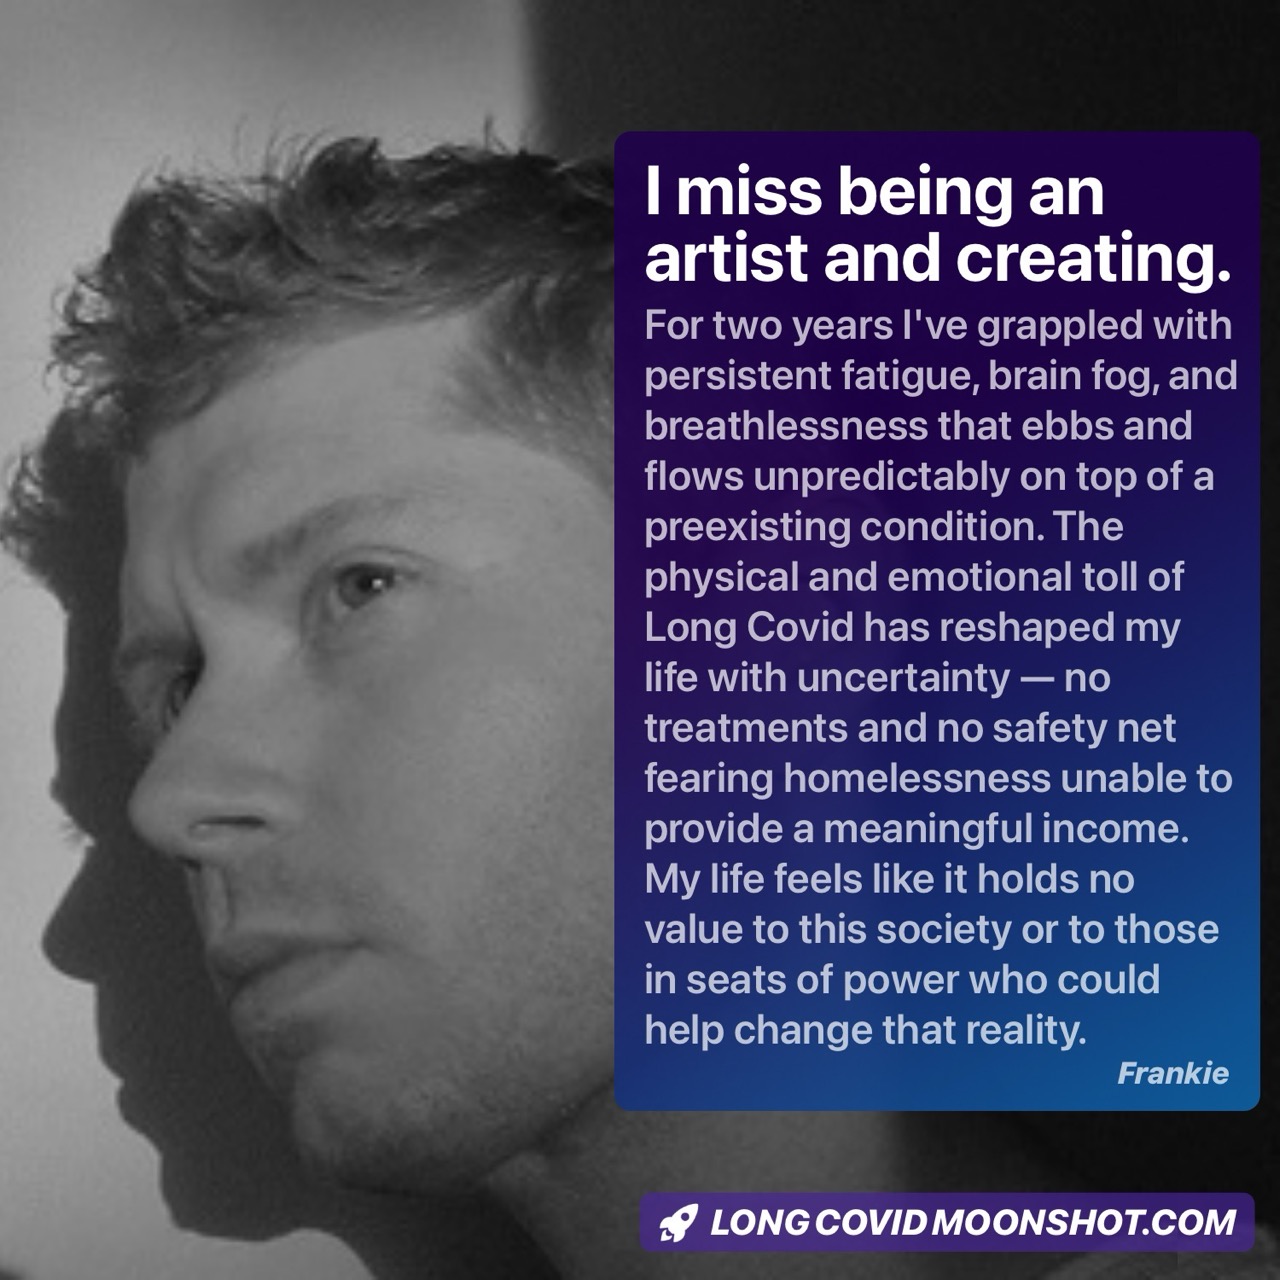 I miss being an
artist and creating.
For two years I've grappled with
persistent fatigue, brain fog, and
breathlessness that ebbs and
flows unpredictably on top of a
preexisting condition. The
physical and emotional toll of
Long Covid has reshaped my
life with uncertainty — no
treatments and no safety net
fearing homelessness unable to
provide a meaningful income.
My life feels like it holds no
value to this society or to those
in seats of power who could
help change that reality.
Frankie
LONG COVID MOONSHOT.COM